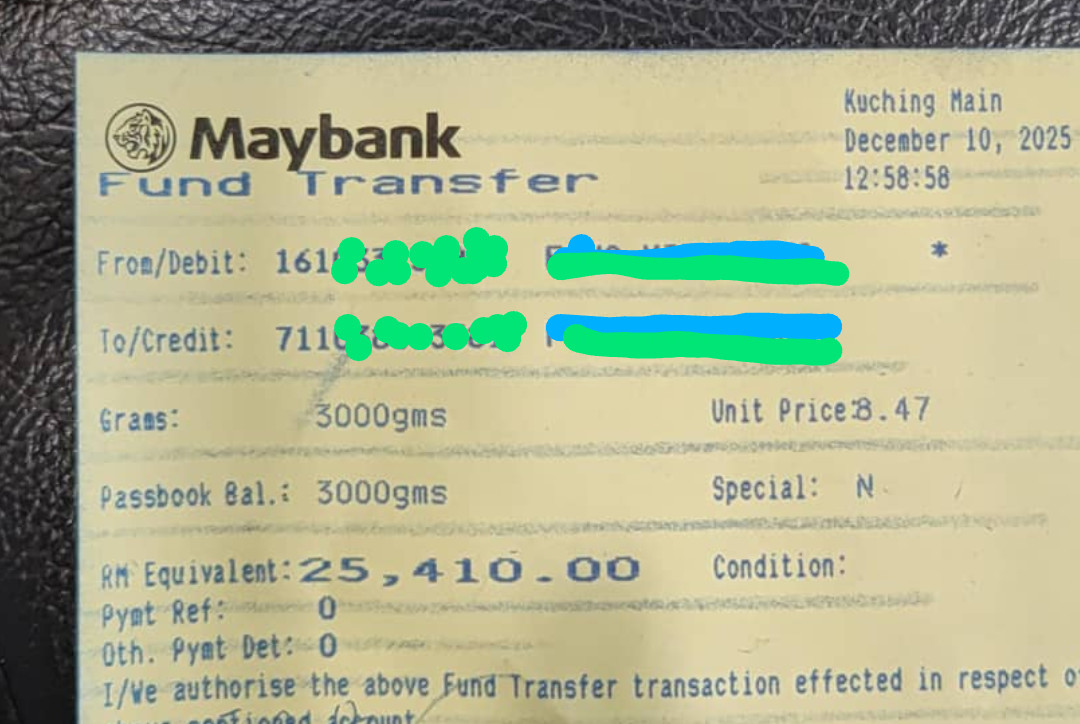 Maybank
Fund Transfer
Kuching Main
December 10, 2025
12:58:58
From/Debit: 161
*
To/Credit: 711
Grams: 3000gms
Unit Price:8.47
Passbook Bal.: 3000gms
Special: N
RM Equivalent: 25,410.00
Condition:
Pymt Ref: 0
Oth. Pymt Det: 0
I/We authorise the above Fund Transfer transaction effected in respect